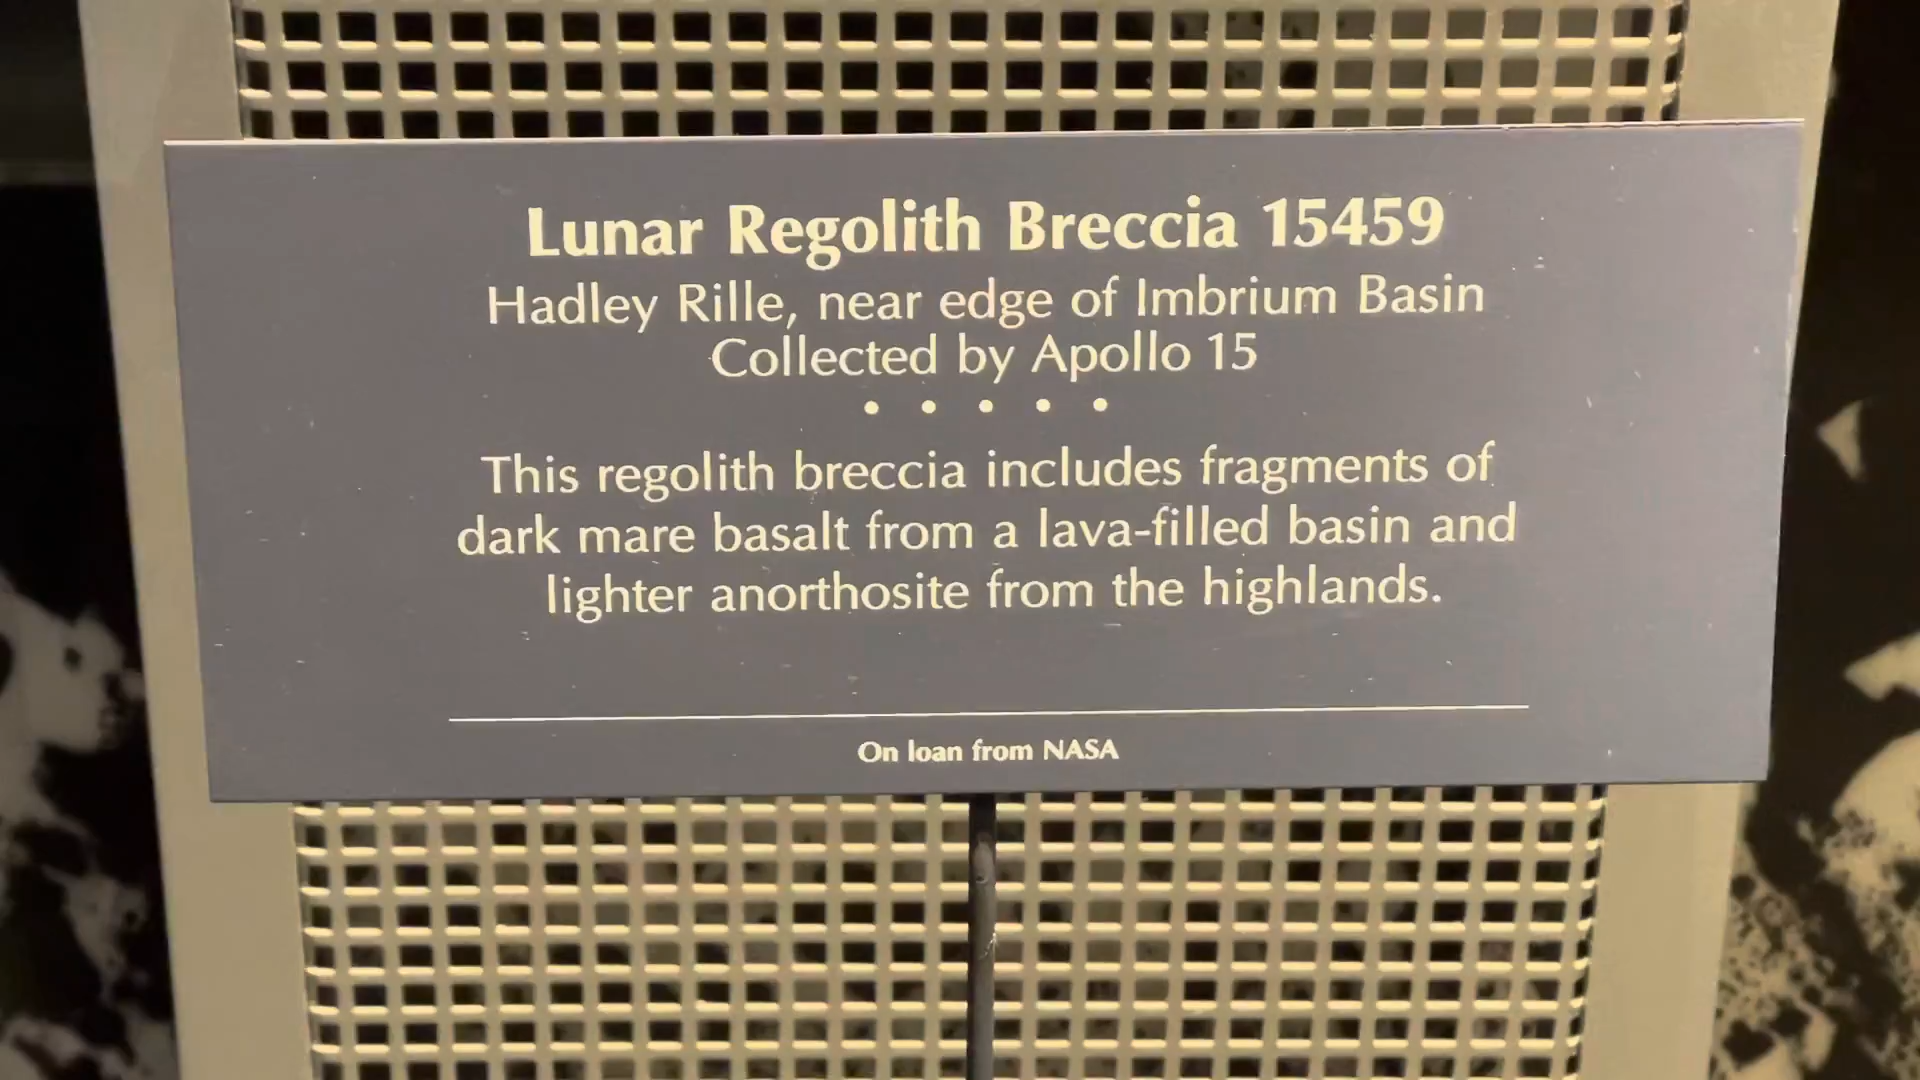 Lunar Regolith Breccia 15459
Hadley Rille, near edge of Imbrium Basin
Collected by Apollo 15
• • • • •
This regolith breccia includes fragments of
dark mare basalt from a lava-filled basin and
lighter anorthosite from the highlands.
On loan from NASA